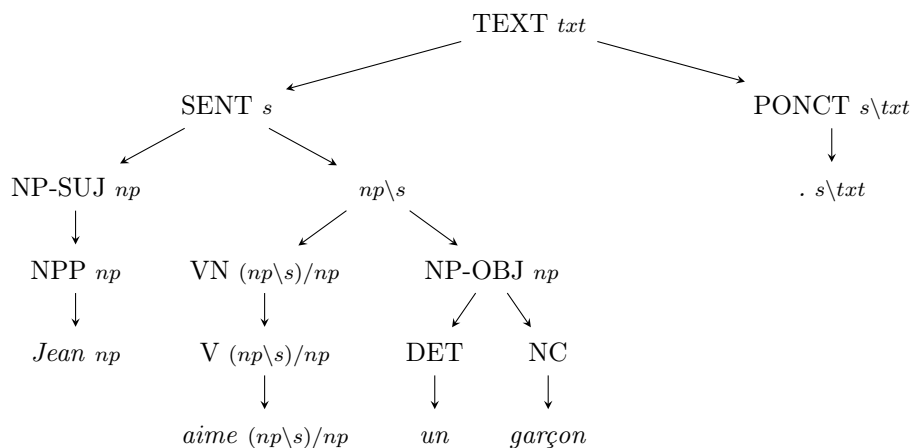 TEXT txt
SENT s PONCT s\txt
NP-SUJ np np\s . s\txt
NPP np VN (np\s)/np NP-OBJ np
Jean np V (np\s)/np DET NC
aime (np\s)/np un garçon